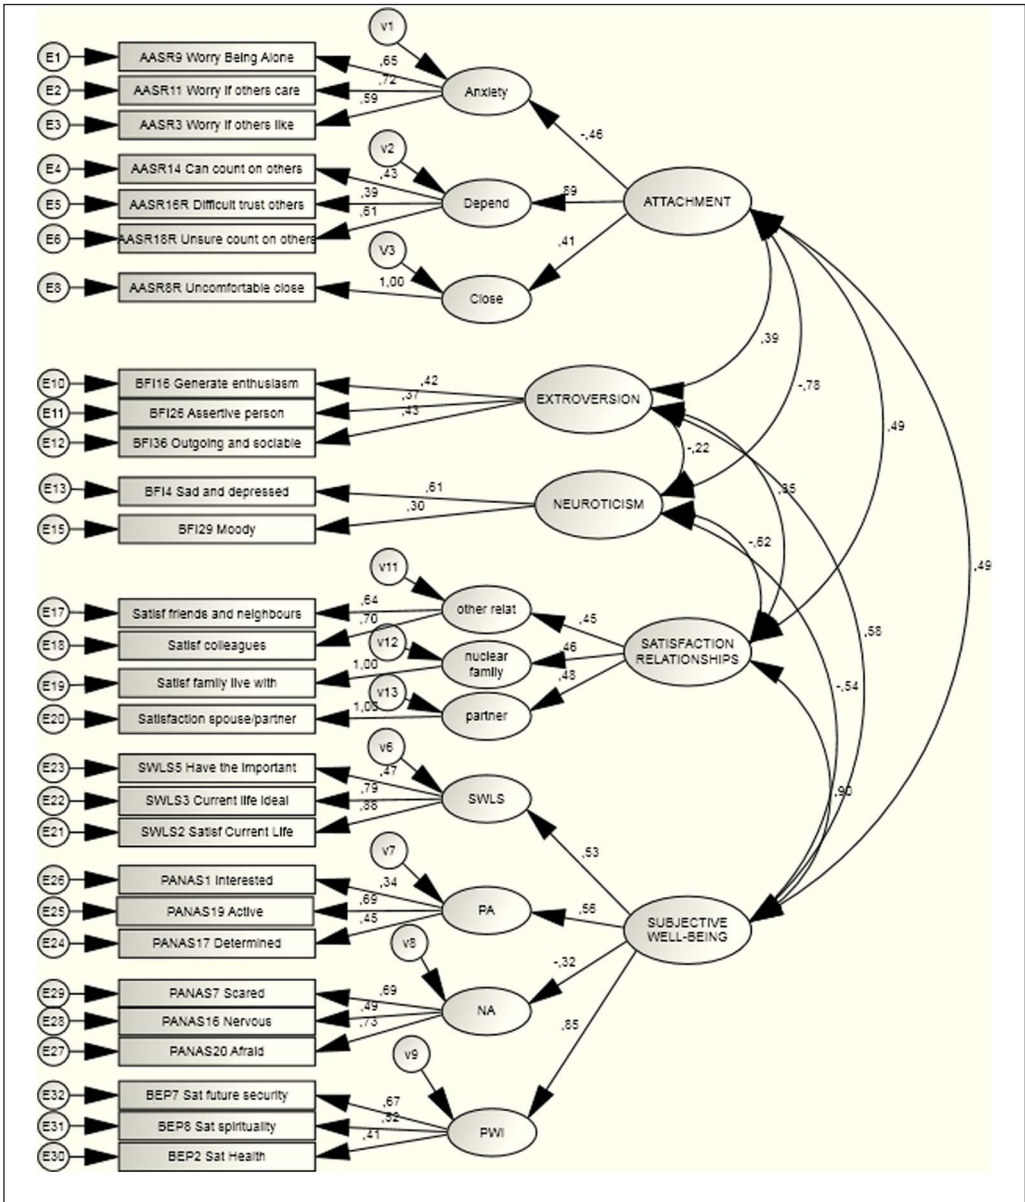 v1
E1
AASR9 Worry Being Alone
,65
E2
AASR11 Worry if others care
,72
Anxiety
E3
AASR3 Worry if others like
,59
-,46
v2
E4
AASR14 Can count on others
,43
E5
AASR16R Difficult trust others
,39
Depend
,89
ATTACHMENT
E6
AASR18R Unsure count on others
,61
V3
,41
E8
AASR8R Uncomfortable close
1,00
Close
,39
E10
BFI16 Generate enthusiasm
,42
-,78
E11
BFI26 Assertive person
,37
EXTROVERSION
E12
BFI36 Outgoing and sociable
,43
,49
-,22
E13
BFI4 Sad and depressed
,61
,35
NEUROTICISM
E15
BFI29 Moody
,30
-,62
,49
v11
E17
Satisf friends and neighbours
,64
other relat
,45
E18
Satisf colleagues
,70
v12
,58
SATISFACTION
RELATIONSHIPS
nuclear
family
,46
E19
Satisf family live with
1,00
,48
-,54
v13
E20
Satisfaction spouse/partner
1,00
partner
v6
E23
SWLS5 Have the important
,47
E22
SWLS3 Current life ideal
,79
SWLS
,90
E21
SWLS2 Satisf Current Life
,88
v7
,53
E26
PANAS1 Interested
,34
E25
PANAS19 Active
,69
PA
,56
E24
PANAS17 Determined
,45
SUBJECTIVE
WELL-BEING
v8
-,32
E29
PANAS7 Scared
,69
E28
PANAS16 Nervous
,49
NA
E27
PANAS20 Afraid
,73
,85
v9
E32
BEP7 Sat future security
,67
E31
BEP8 Sat spirituality
,52
PWI
E30
BEP2 Sat Health
,41